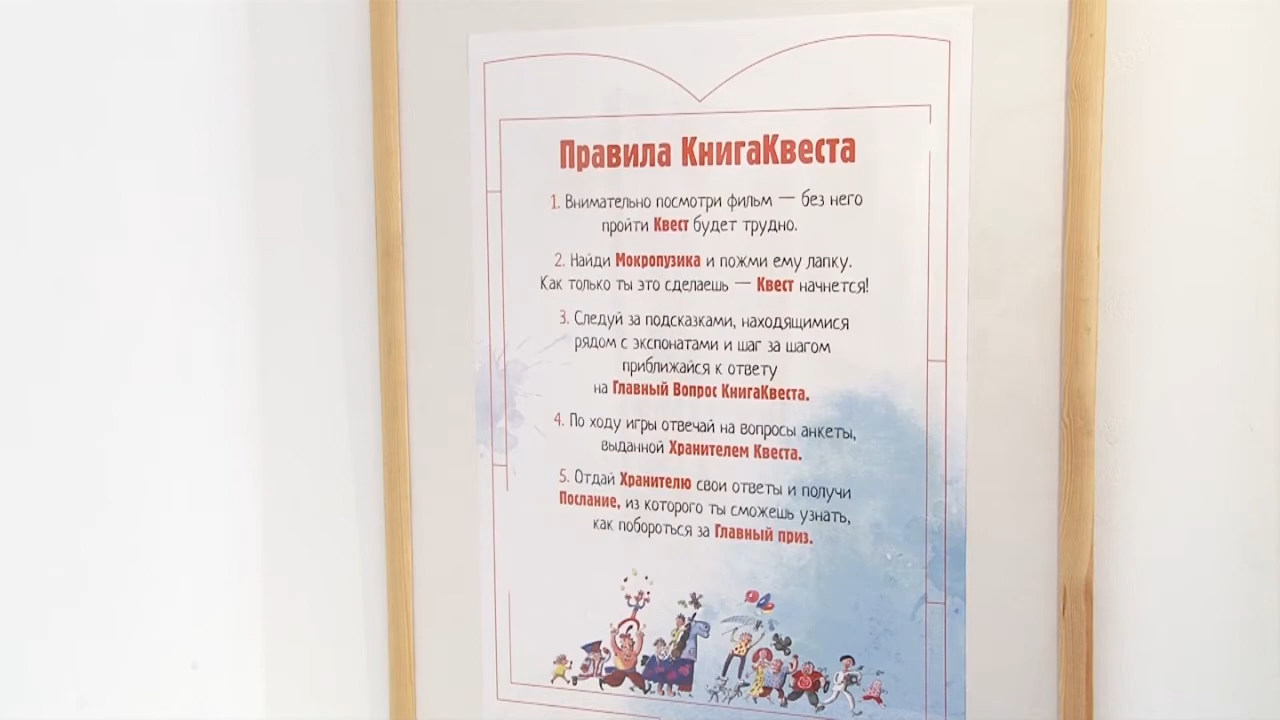 Правила КнигаКвеста
1. Внимательно посмотри фильм — без него
пройти Квест будет трудно.
2. Найди Мокропузика и пожми ему лапку.
Как только ты это сделаешь — Квест начнется!
3. Следуй за подсказками, находящимися
рядом с экспонатами и шаг за шагом
приближайся к ответу
на Главный Вопрос КнигаКвеста.
4. По ходу игры отвечай на вопросы анкеты,
выданной Хранителем Квеста.
5. Отдай Хранителю свои ответы и получи
Послание, из которого ты сможешь узнать,
как побороться за Главный приз.